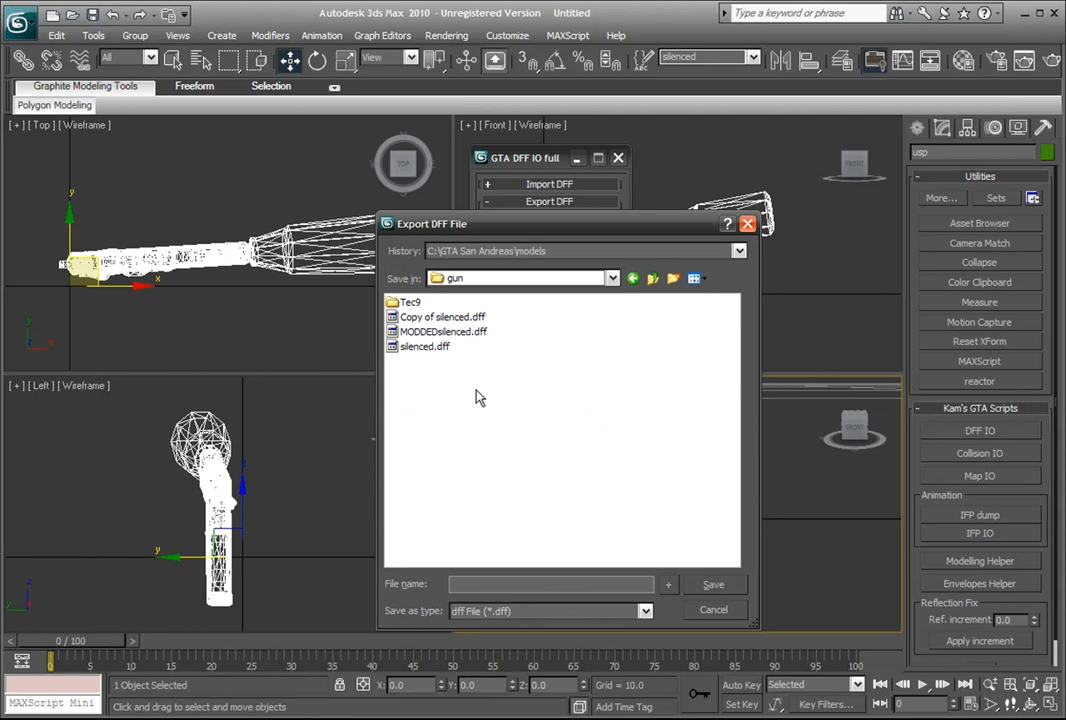 Autodesk 3ds Max 2010 - Unregistered Version Untitled
Type a keyword or phrase
Edit Tools Group Views Create Modifiers Animation Graph Editors Rendering Customize MAXScript Help
All View silenced
Graphite Modeling Tools Freeform Selection
Polygon Modeling
[ + ] [ Top ] [ Wireframe ]
[ + ] [ Front ] [ Wireframe ]
TOP
FRONT
GTA DFF IO full
+ Import DFF
- Export DFF
Export DFF File
History: C:\GTA San Andreas\models
Save in: gun
Tec9
Copy of silenced.dff
MODDEDsilenced.dff
silenced.dff
File name: + Save
Save as type: dff File (*.dff) Cancel
[ + ] [ Left ] [ Wireframe ]
FRONT
usp
- Utilities
More... Sets
Asset Browser
Camera Match
Collapse
Color Clipboard
Measure
Motion Capture
Reset XForm
MAXScript
reactor
- Kam's GTA Scripts
DFF IO
Collision IO
Map IO
Animation
IFP dump
IFP IO
Modelling Helper
Envelopes Helper
Reflection Fix
Ref. increment 0.0
Apply increment
< 0 / 100 >
0 5 10 15 20 25 30 35 40 45 50 55 60 65 70 75 80 85 90 95 100
1 Object Selected X: 0.0 Y: 0.0 Z: 0.0 Grid = 10.0 Auto Key Selected
MAXScript Mini Click and drag to select and move objects Add Time Tag Set Key Key Filters... 0